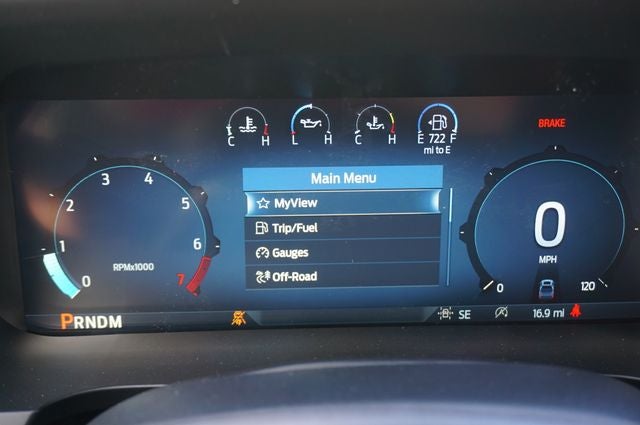 C H L H C H E 722 F
mi to E
BRAKE
Main Menu
MyView
Trip/Fuel
Gauges
Off-Road
0 1 2 3 4 5 6 7
RPMx1000
0
MPH
0 120
PRNDM
SE
16.9 mi